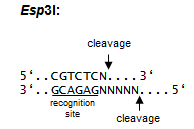 Esp3I:
cleavage
5‘..CGTCTCN....3‘
3‘..GCAGAGNNNNN....5‘
recognition
site
cleavage